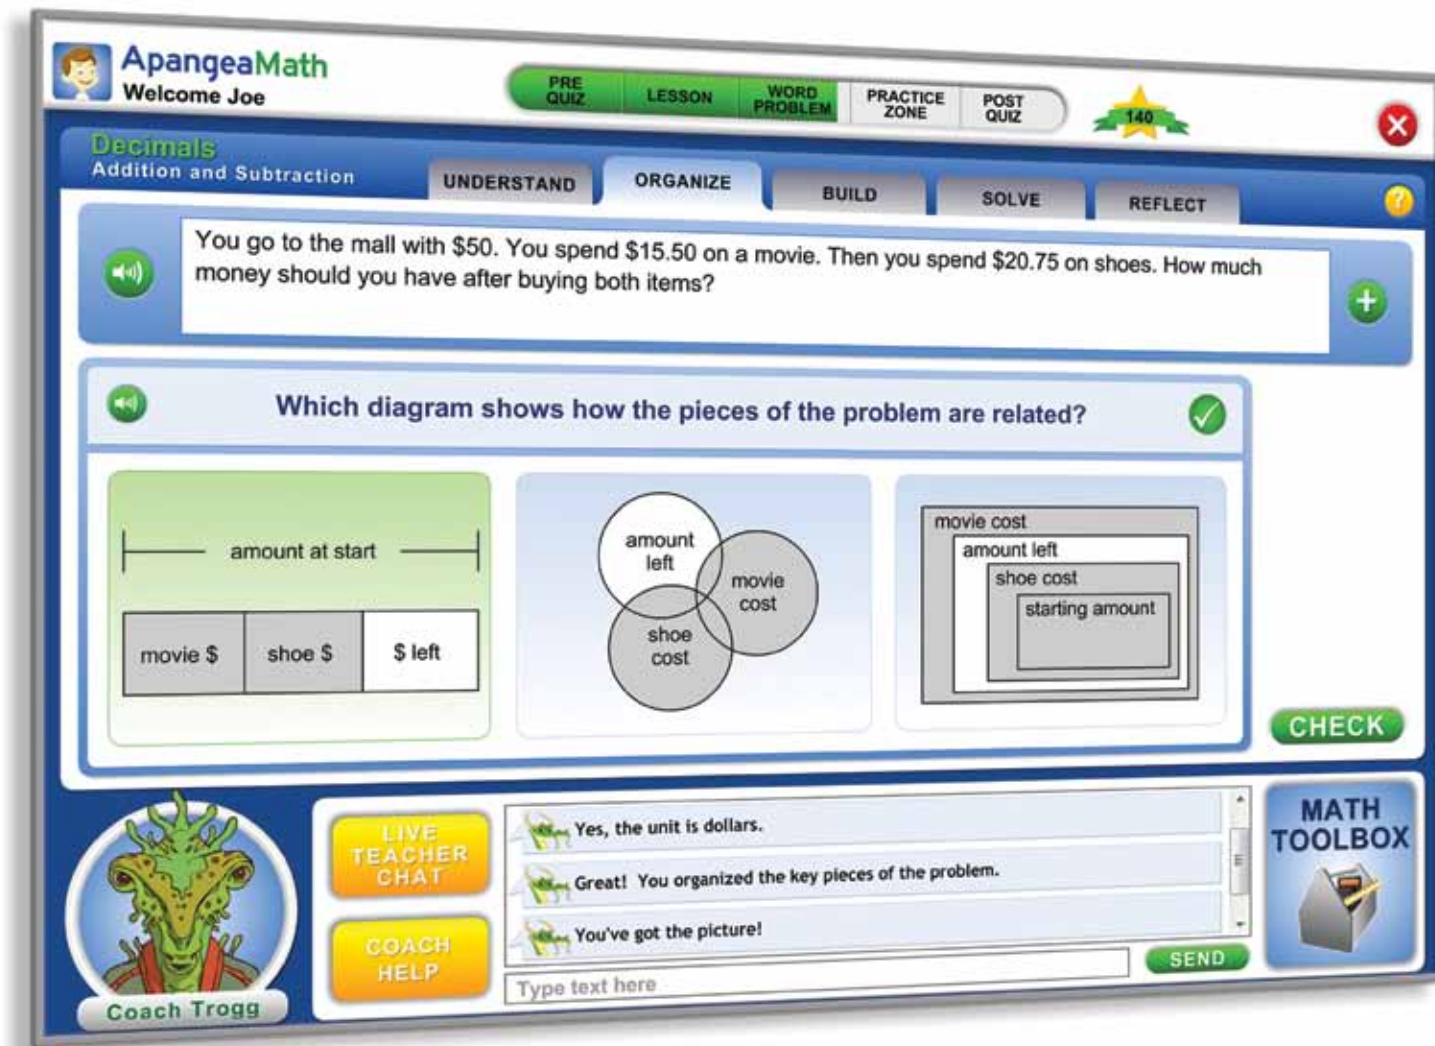 ApangeaMath
Welcome Joe
PRE
QUIZ
LESSON
WORD
PROBLEM
PRACTICE
ZONE
POST
QUIZ
140
Decimals
Addition and Subtraction
UNDERSTAND
ORGANIZE
BUILD
SOLVE
REFLECT
?
You go to the mall with $50. You spend $15.50 on a movie. Then you spend $20.75 on shoes. How much
money should you have after buying both items?
Which diagram shows how the pieces of the problem are related?
amount at start
movie $
shoe $
$ left
amount
left
movie
cost
shoe
cost
movie cost
amount left
shoe cost
starting amount
CHECK
Coach Trogg
LIVE
TEACHER
CHAT
COACH
HELP
Yes, the unit is dollars.
Great! You organized the key pieces of the problem.
You've got the picture!
Type text here
SEND
MATH
TOOLBOX